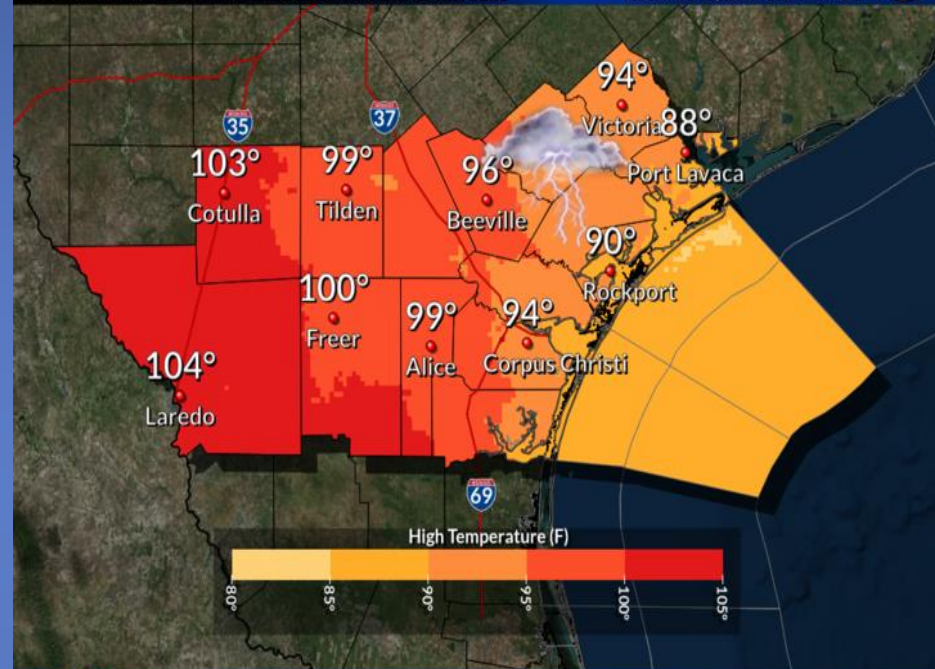 94°
Victoria
88°
Port Lavaca
35
37
103°
Cotulla
99°
Tilden
96°
Beeville
90°
Rockport
100°
Freer
99°
Alice
94°
Corpus Christi
104°
Laredo
69
High Temperature (F)
80°
85°
90°
95°
100°
105°